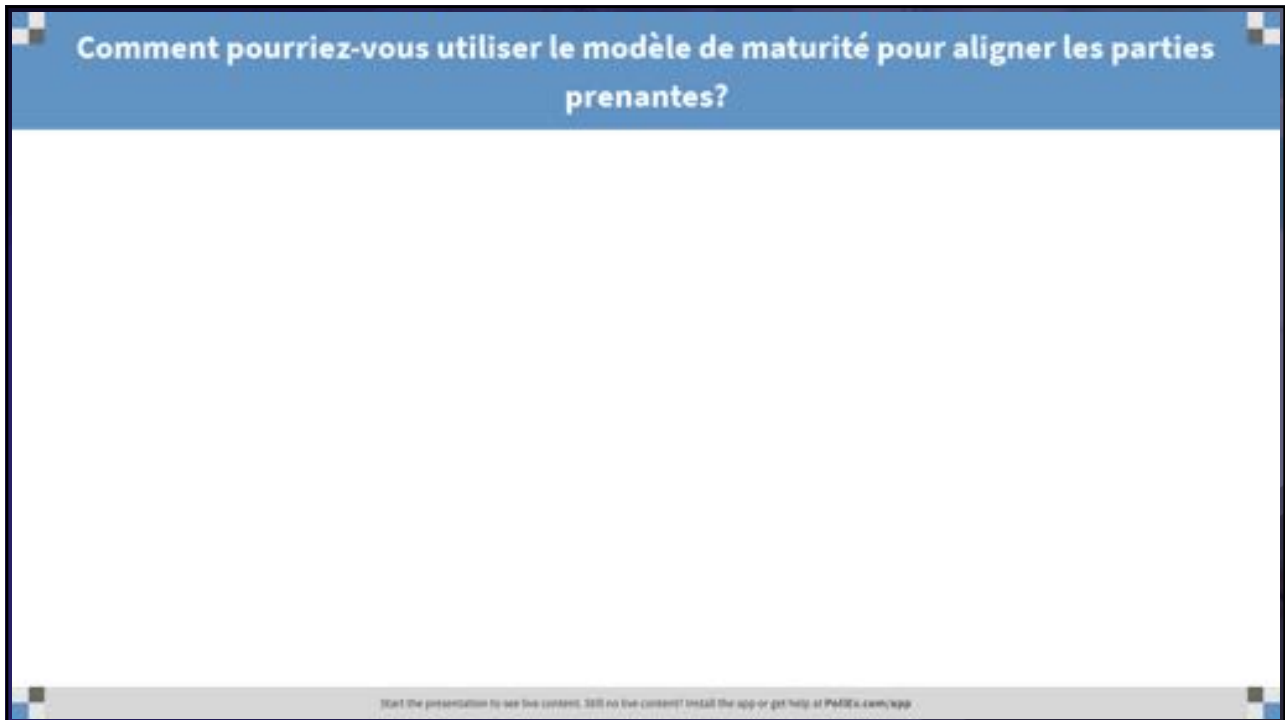 Comment pourriez-vous utiliser le modèle de maturité pour aligner les parties
prenantes?
Start the presentation to see live content. Still no live content? Install the app or get help at PollEv.com/app